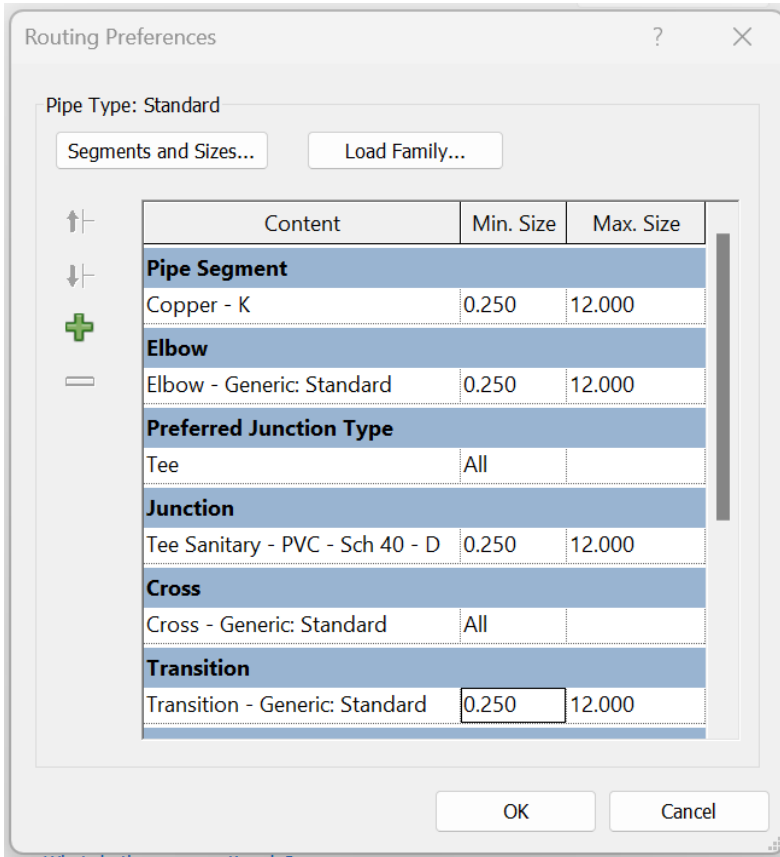 Routing Preferences ? ×
Pipe Type: Standard
Segments and Sizes... Load Family...
Content Min. Size Max. Size
Pipe Segment
Copper - K 0.250 12.000
Elbow
Elbow - Generic: Standard 0.250 12.000
Preferred Junction Type
Tee All
Junction
Tee Sanitary - PVC - Sch 40 - D 0.250 12.000
Cross
Cross - Generic: Standard All
Transition
Transition - Generic: Standard 0.250 12.000
OK Cancel